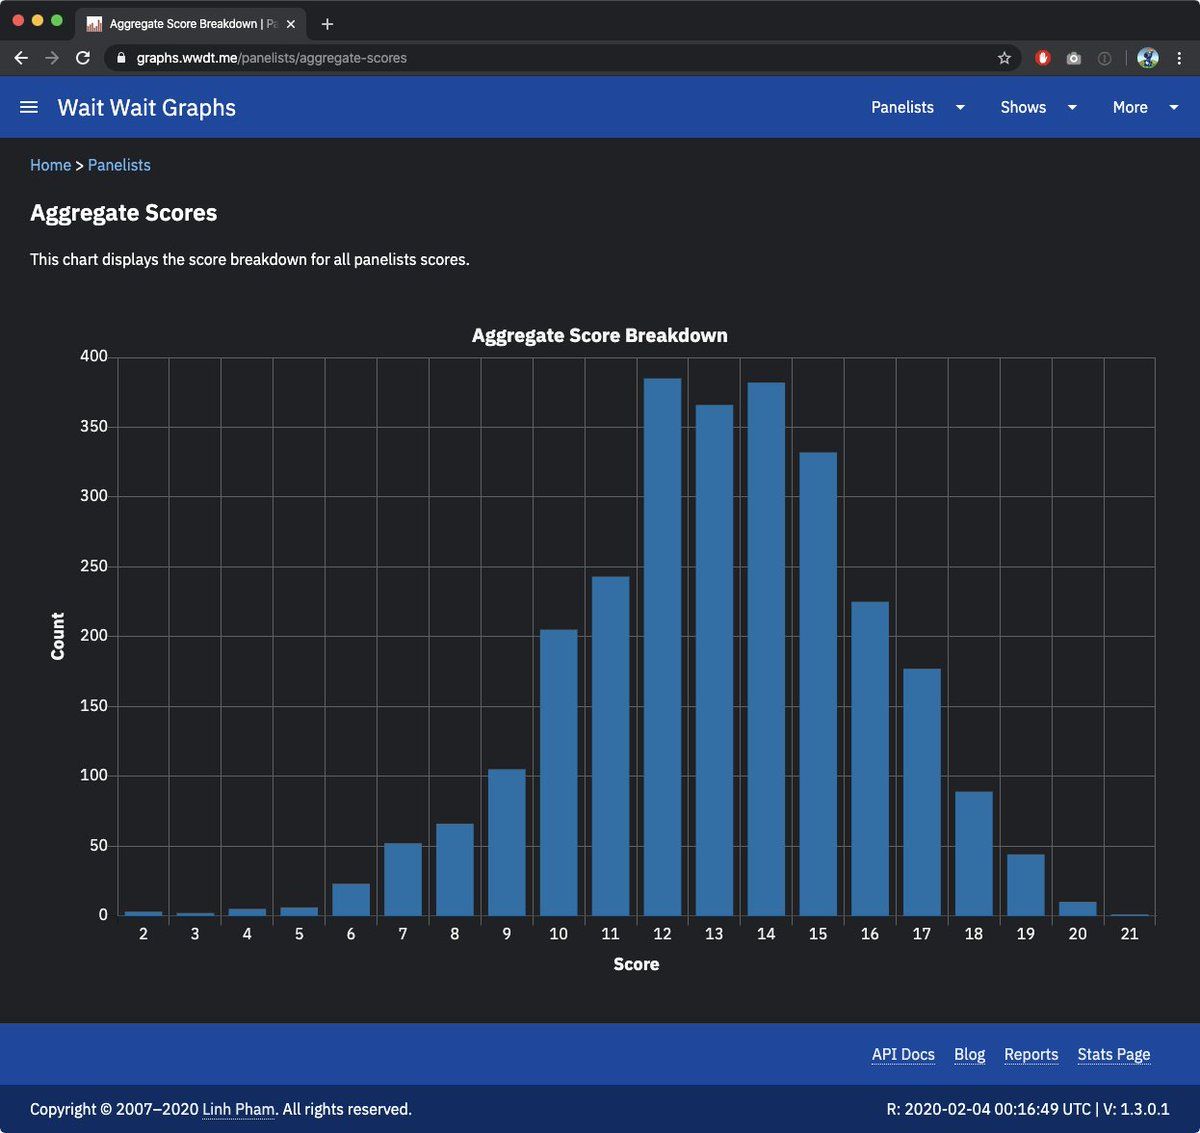 Aggregate Score Breakdown | Pa
graphs.wwdt.me/panelists/aggregate-scores
Wait Wait Graphs
Panelists Shows More
Home > Panelists
Aggregate Scores
This chart displays the score breakdown for all panelists scores.
Aggregate Score Breakdown
400
350
300
250
200
150
100
50
0
Count
2 3 4 5 6 7 8 9 10 11 12 13 14 15 16 17 18 19 20 21
Score
API Docs Blog Reports Stats Page
Copyright © 2007–2020 Linh Pham. All rights reserved. R: 2020-02-04 00:16:49 UTC | V: 1.3.0.1